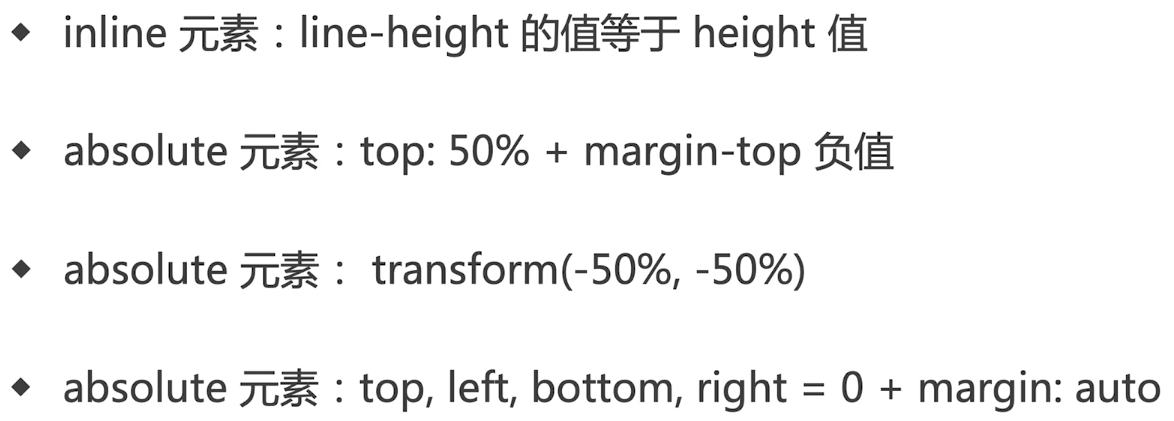 ◆ inline 元素：line-height 的值等于 height 值
◆ absolute 元素：top: 50% + margin-top 负值
◆ absolute 元素： transform(-50%, -50%)
◆ absolute 元素：top, left, bottom, right = 0 + margin: auto